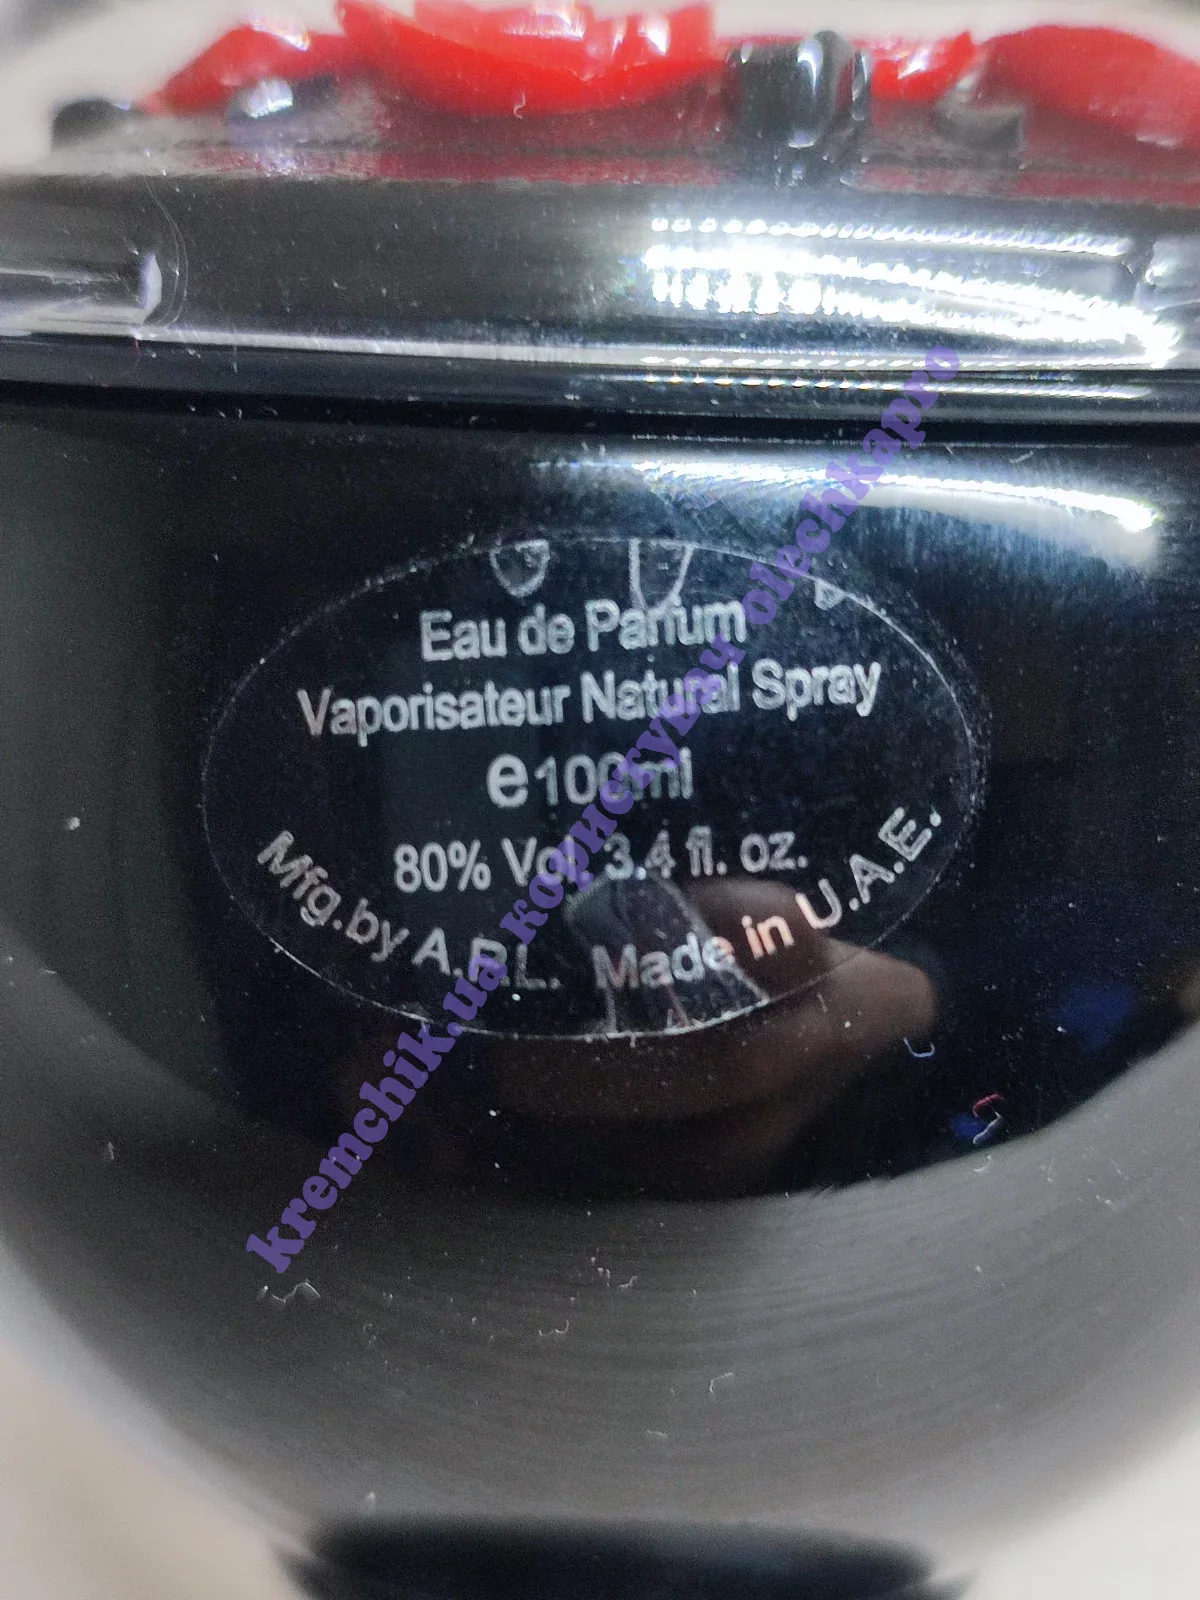 Eau de Parfum
Vaporisateur Natural Spray
e 100ml
80% Vol. 3.4 fl. oz.
Mfg.by A.P.L. Made in U.A.E.
kremchik.ua користувач olechkapro